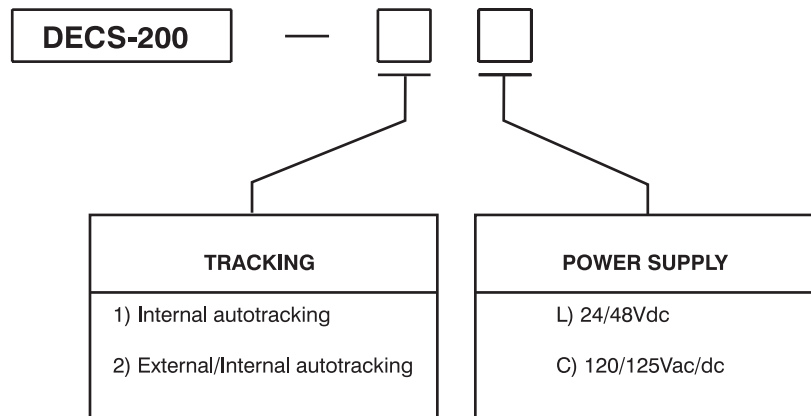 DECS-200 —
TRACKING
1) Internal autotracking
2) External/Internal autotracking
POWER SUPPLY
L) 24/48Vdc
C) 120/125Vac/dc